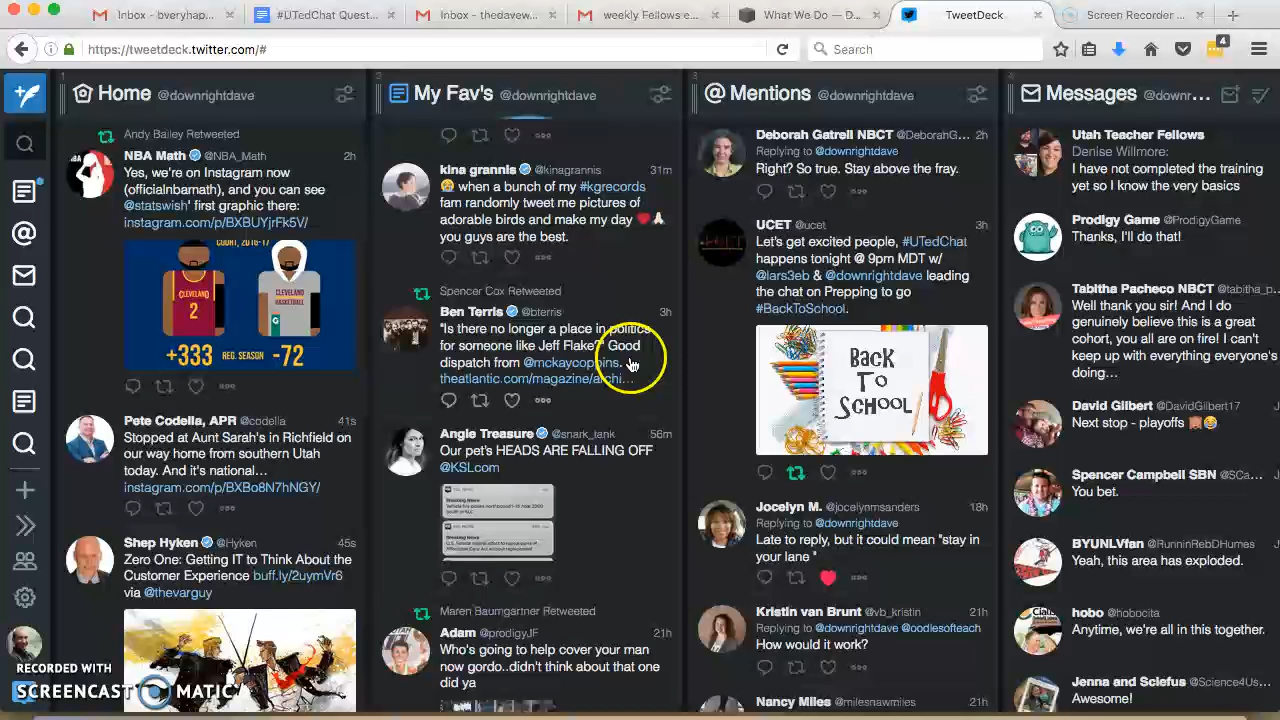 Inbox - bveryhap...
#UTedChat Quest...
Inbox - thedavew...
weekly Fellows e...
What We Do — D...
TweetDeck
Screen Recorder ...
https://tweetdeck.twitter.com/#
Search
4
1
Home @downrightdave
Andy Bailey Retweeted
NBA Math @NBA_Math 2h
Yes, we're on Instagram now
(officialnbarnath), and you can see
@statswish' first graphic there:
instagram.com/p/BXBUYjrFk5V/
COURT, 2016-17
CLEVELAND
2
CLEVELAND
BASKETBALL
+333 REG. SEASON -72
Pete Codella, APR @codella 41s
Stopped at Aunt Sarah's in Richfield on
our way home from southern Utah
today. And it's national...
instagram.com/p/BXBo8N7hNGY/
Shep Hyken @Hyken 45s
Zero One: Getting IT to Think About the
Customer Experience buff.ly/2uymVr6
via @thevarguy
RECORDED WITH
SCREENCAST MATIC
2
My Fav's @downrightdave
kina grannis @kinagrannis 31m
😭 when a bunch of my #kgrecords
fam randomly tweet me pictures of
adorable birds and make my day ❤️🙏🏻
you guys are the best.
Spencer Cox Retweeted
Ben Terris @bterris 3h
"Is there no longer a place in politics
for someone like Jeff Flake?" Good
dispatch from @mckaycoppins.
theatlantic.com/magazine/archi...
Angie Treasure @snark_tank 56m
Our pet's HEADS ARE FALLING OFF
@KSLcom
Breaking News
Breaking News
Maren Baumgartner Retweeted
Adam @prodigyJF 21h
Who's going to help cover your man
now gordo..didn't think about that one
did ya
3
@ Mentions @downrightdave
Deborah Gatrell NBCT @DeborahG... 2h
Replying to @downrightdave
Right? So true. Stay above the fray.
UCET @ucet 3h
Let's get excited people, #UTedChat
happens tonight @ 9pm MDT w/
@lars3eb & @downrightdave leading
the chat on Prepping to go
#BackToSchool.
BACK
TO
SCHOOL
Jocelyn M. @jocelynmsanders 18h
Replying to @downrightdave
Late to reply, but it could mean "stay in
your lane "
Kristin van Brunt @vb_kristin 21h
Replying to @downrightdave @oodlesofteach
How would it work?
Nancy Miles @milesnawmiles 21h
4
Messages @downr...
Utah Teacher Fellows
Denise Willmore:
I have not completed the training
yet so I know the very basics
Prodigy Game @ProdigyGame
Thanks, I'll do that!
Tabitha Pacheco NBCT @tabitha_p...
Well thank you sir! And I do
genuinely believe this is a great
cohort, you all are on fire! I can't
keep up with everything everyone's
doing...
David Gilbert @DavidGilbert17
Next stop - playoffs
Spencer Campbell SBN @SCa...
You bet.
BYUNLVfan @RunninRebDHumes
Yeah, that area has exploded.
hobo @hobocita
Anytime, we're all in this together.
Jenna and Sclefus @Science4Us...
Awesome!